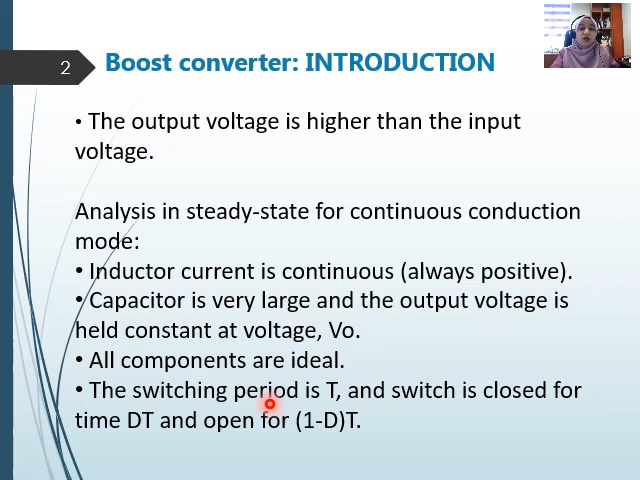 2
Boost converter: INTRODUCTION
• The output voltage is higher than the input
voltage.
Analysis in steady-state for continuous conduction
mode:
• Inductor current is continuous (always positive).
• Capacitor is very large and the output voltage is
held constant at voltage, Vo.
• All components are ideal.
• The switching period is T, and switch is closed for
time DT and open for (1-D)T.